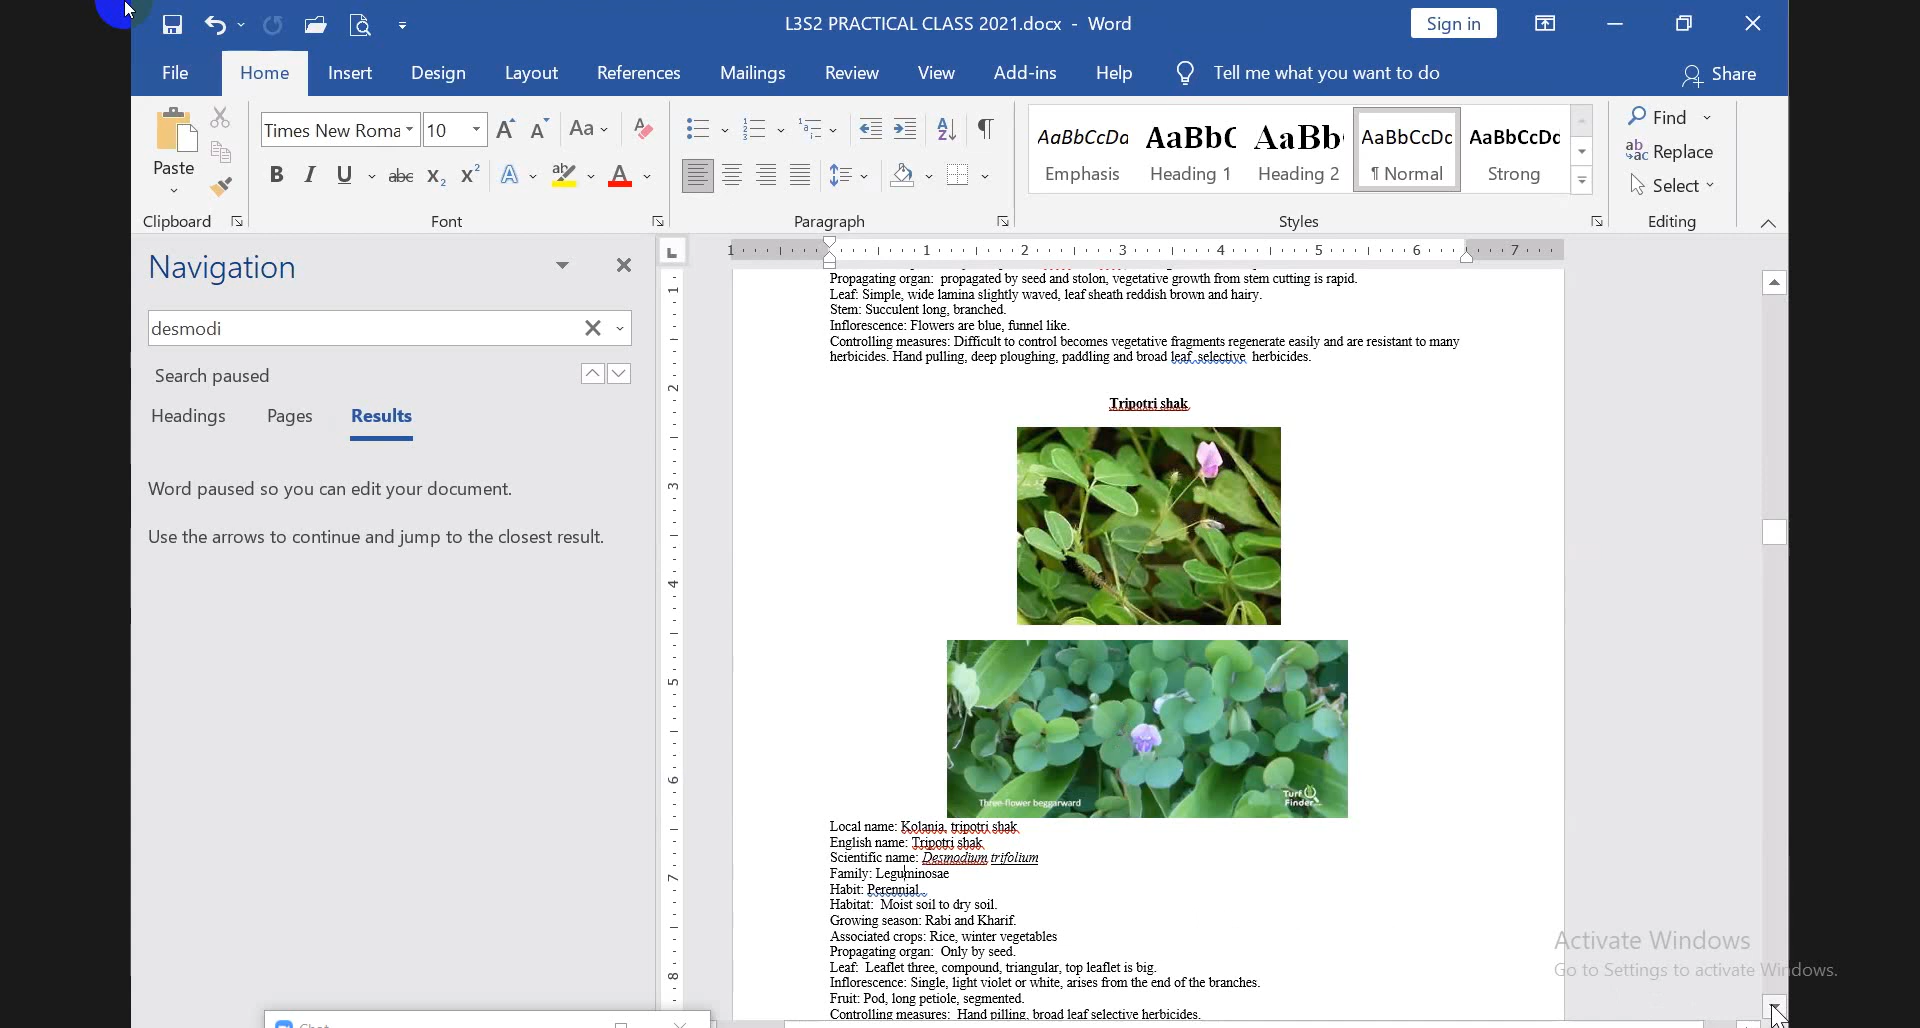 L3S2 PRACTICAL CLASS 2021.docx - Word
Sign in
File Home Insert Design Layout References Mailings Review View Add-ins Help Tell me what you want to do Share
Paste
Clipboard
Times New Roma 10
Font
Paragraph
AaBbCcDd AaBbC AaBb AaBbCcDc AaBbCcDd
Emphasis Heading 1 Heading 2 ¶ Normal Strong
Styles
Find
Replace
Select
Editing
Navigation
desmodi
Search paused
Headings Pages Results
Word paused so you can edit your document.
Use the arrows to continue and jump to the closest result.
Propagating organ: propagated by seed and stolon, vegetative growth from stem cutting is rapid.
Leaf: Simple, wide lamina slightly waved, leaf sheath reddish brown and hairy.
Stem: Succulent long, branched.
Inflorescence: Flowers are blue, funnel like.
Controlling measures: Difficult to control becomes vegetative fragments regenerate easily and are resistant to many
herbicides. Hand pulling, deep ploughing, paddling and broad leaf selective herbicides.
Tripotri shak
Three-flower beggarward
Turf Finder
Local name: Kolania, tripotri shak
English name: Tripotri shak
Scientific name: Desmodium trifolium
Family: Leguminosae
Habit: Perennial
Habitat: Moist soil to dry soil.
Growing season: Rabi and Kharif.
Associated crops: Rice, winter vegetables
Propagating organ: Only by seed.
Leaf: Leaflet three, compound, triangular, top leaflet is big.
Inflorescence: Single, light violet or white, arises from the end of the branches.
Fruit: Pod, long petiole, segmented.
Controlling measures: Hand pilling, broad leaf selective herbicides.
Activate Windows
Go to Settings to activate Windows.